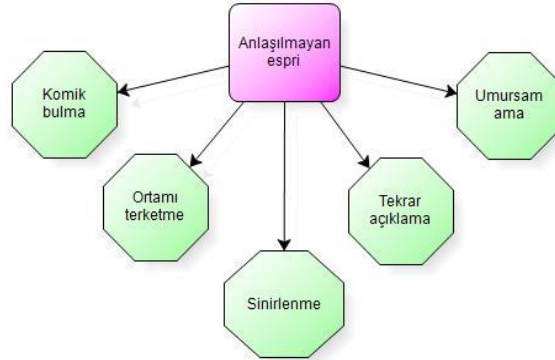 Anlaşılmayan
espri
Komik
bulma
Umursam
ama
Ortamı
terketme
Tekrar
açıklama
Sinirlenme